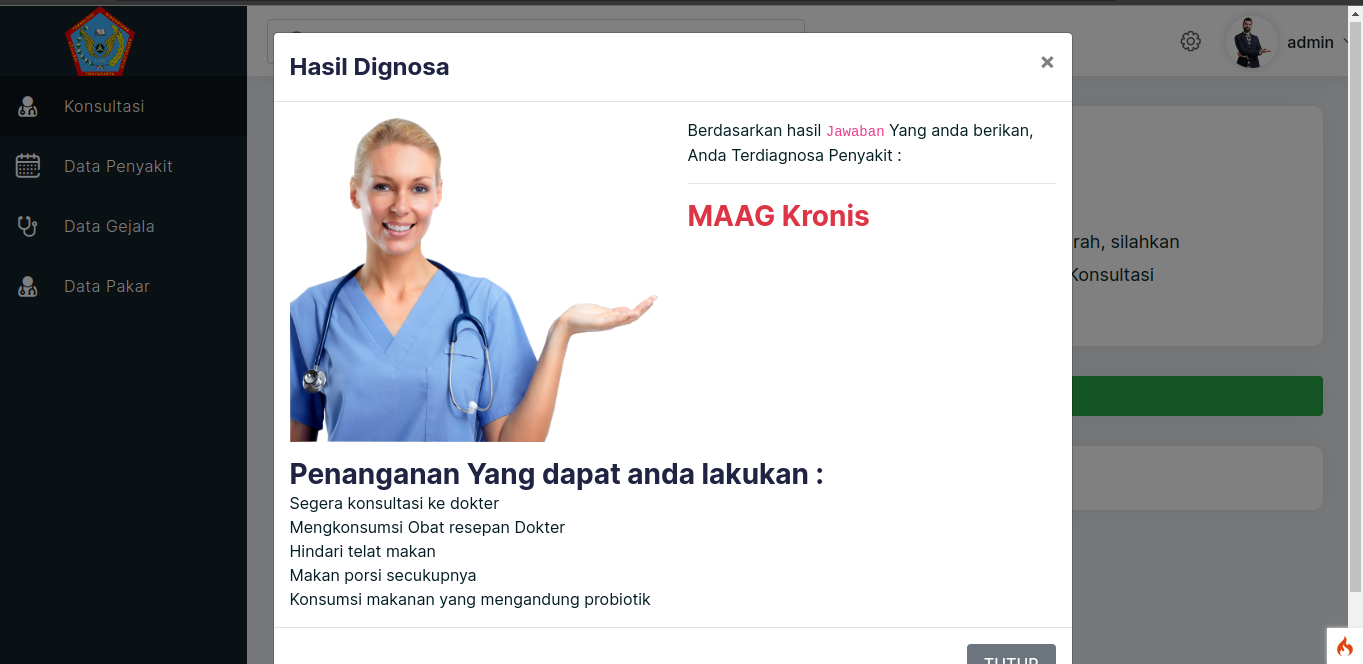 admin
Konsultasi
Data Penyakit
Data Gejala
Data Pakar
Hasil Dignosa
×
Berdasarkan hasil Jawaban Yang anda berikan,
Anda Terdiagnosa Penyakit :
MAAG Kronis
rah, silahkan
Konsultasi
Penanganan Yang dapat anda lakukan :
Segera konsultasi ke dokter
Mengkonsumsi Obat resepan Dokter
Hindari telat makan
Makan porsi secukupnya
Konsumsi makanan yang mengandung probiotik
TUTUP